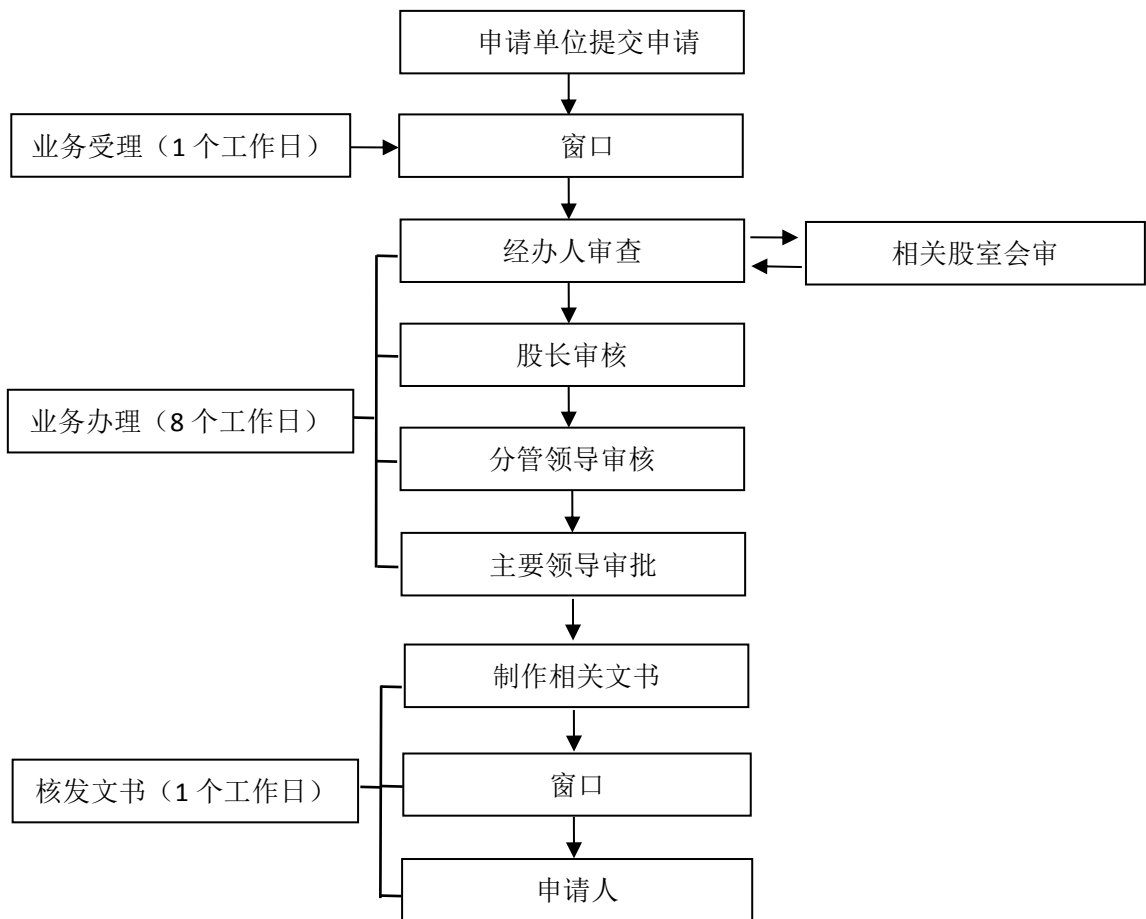 申请单位提交申请
业务受理（1 个工作日）
窗口
经办人审查
相关股室会审
股长审核
业务办理（8 个工作日）
分管领导审核
主要领导审批
制作相关文书
核发文书（1 个工作日）
窗口
申请人